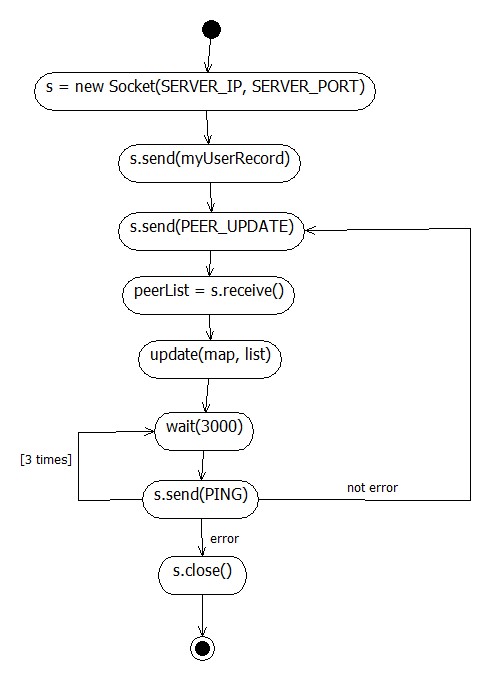 s = new Socket(SERVER_IP, SERVER_PORT)
s.send(myUserRecord)
s.send(PEER_UPDATE)
peerList = s.receive()
update(map, list)
wait(3000)
[3 times]
s.send(PING)
not error
error
s.close()